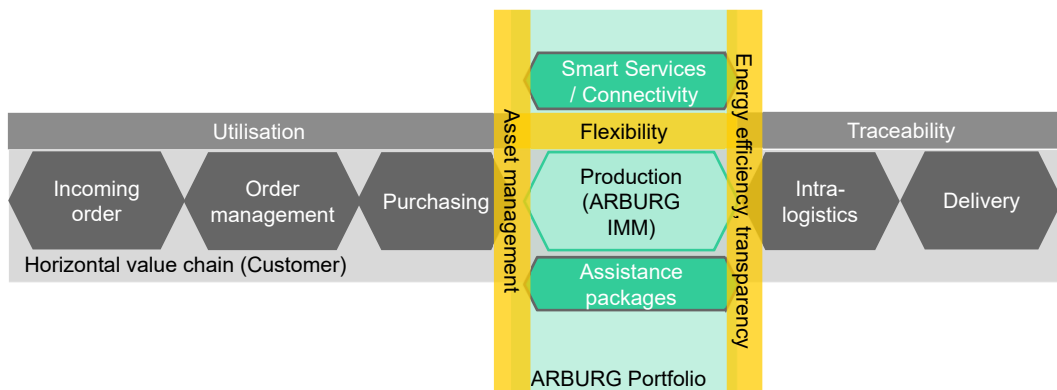 Smart Services
/ Connectivity
Utilisation
Flexibility
Traceability
Asset management
Energy efficiency, transparency
Incoming
order
Order
management
Purchasing
Production
(ARBURG
IMM)
Intra-
logistics
Delivery
Horizontal value chain (Customer)
Assistance
packages
ARBURG Portfolio